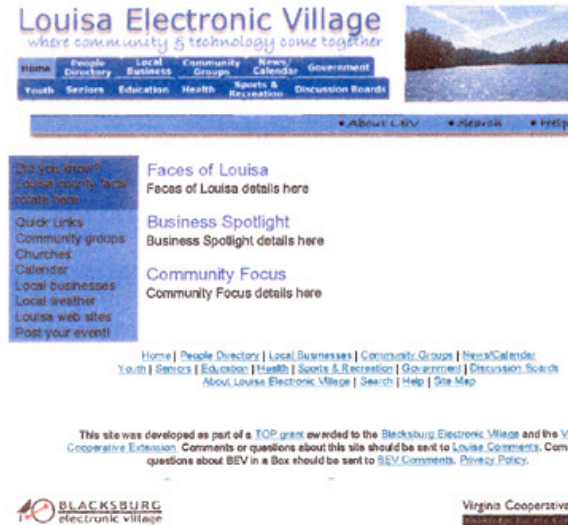 Louisa Electronic Village
where community & technology come together
Home People Directory Local Business Community Groups News/ Calendar Government
Youth Seniors Education Health Sports & Recreation Discussion Boards
• About LEV • Search • Help
Did you know?
Louisa county facts
rotate here
Quick Links
Community groups
Churches
Calendar
Local businesses
Local weather
Louisa web sites
Post your event!
Faces of Louisa
Faces of Louisa details here
Business Spotlight
Business Spotlight details here
Community Focus
Community Focus details here
Home | People Directory | Local Businesses | Community Groups | News/Calendar
Youth | Seniors | Education | Health | Sports & Recreation | Government | Discussion Boards
About Louisa Electronic Village | Search | Help | Site Map
This site was developed as part of a TOP grant awarded to the Blacksburg Electronic Village and the V
Cooperative Extension. Comments or questions about this site should be sent to Louisa Comments. Com
questions about BEV in a Box should be sent to BEV Comments. Privacy Policy.
BLACKSBURG
electronic village
Virginia Cooperative